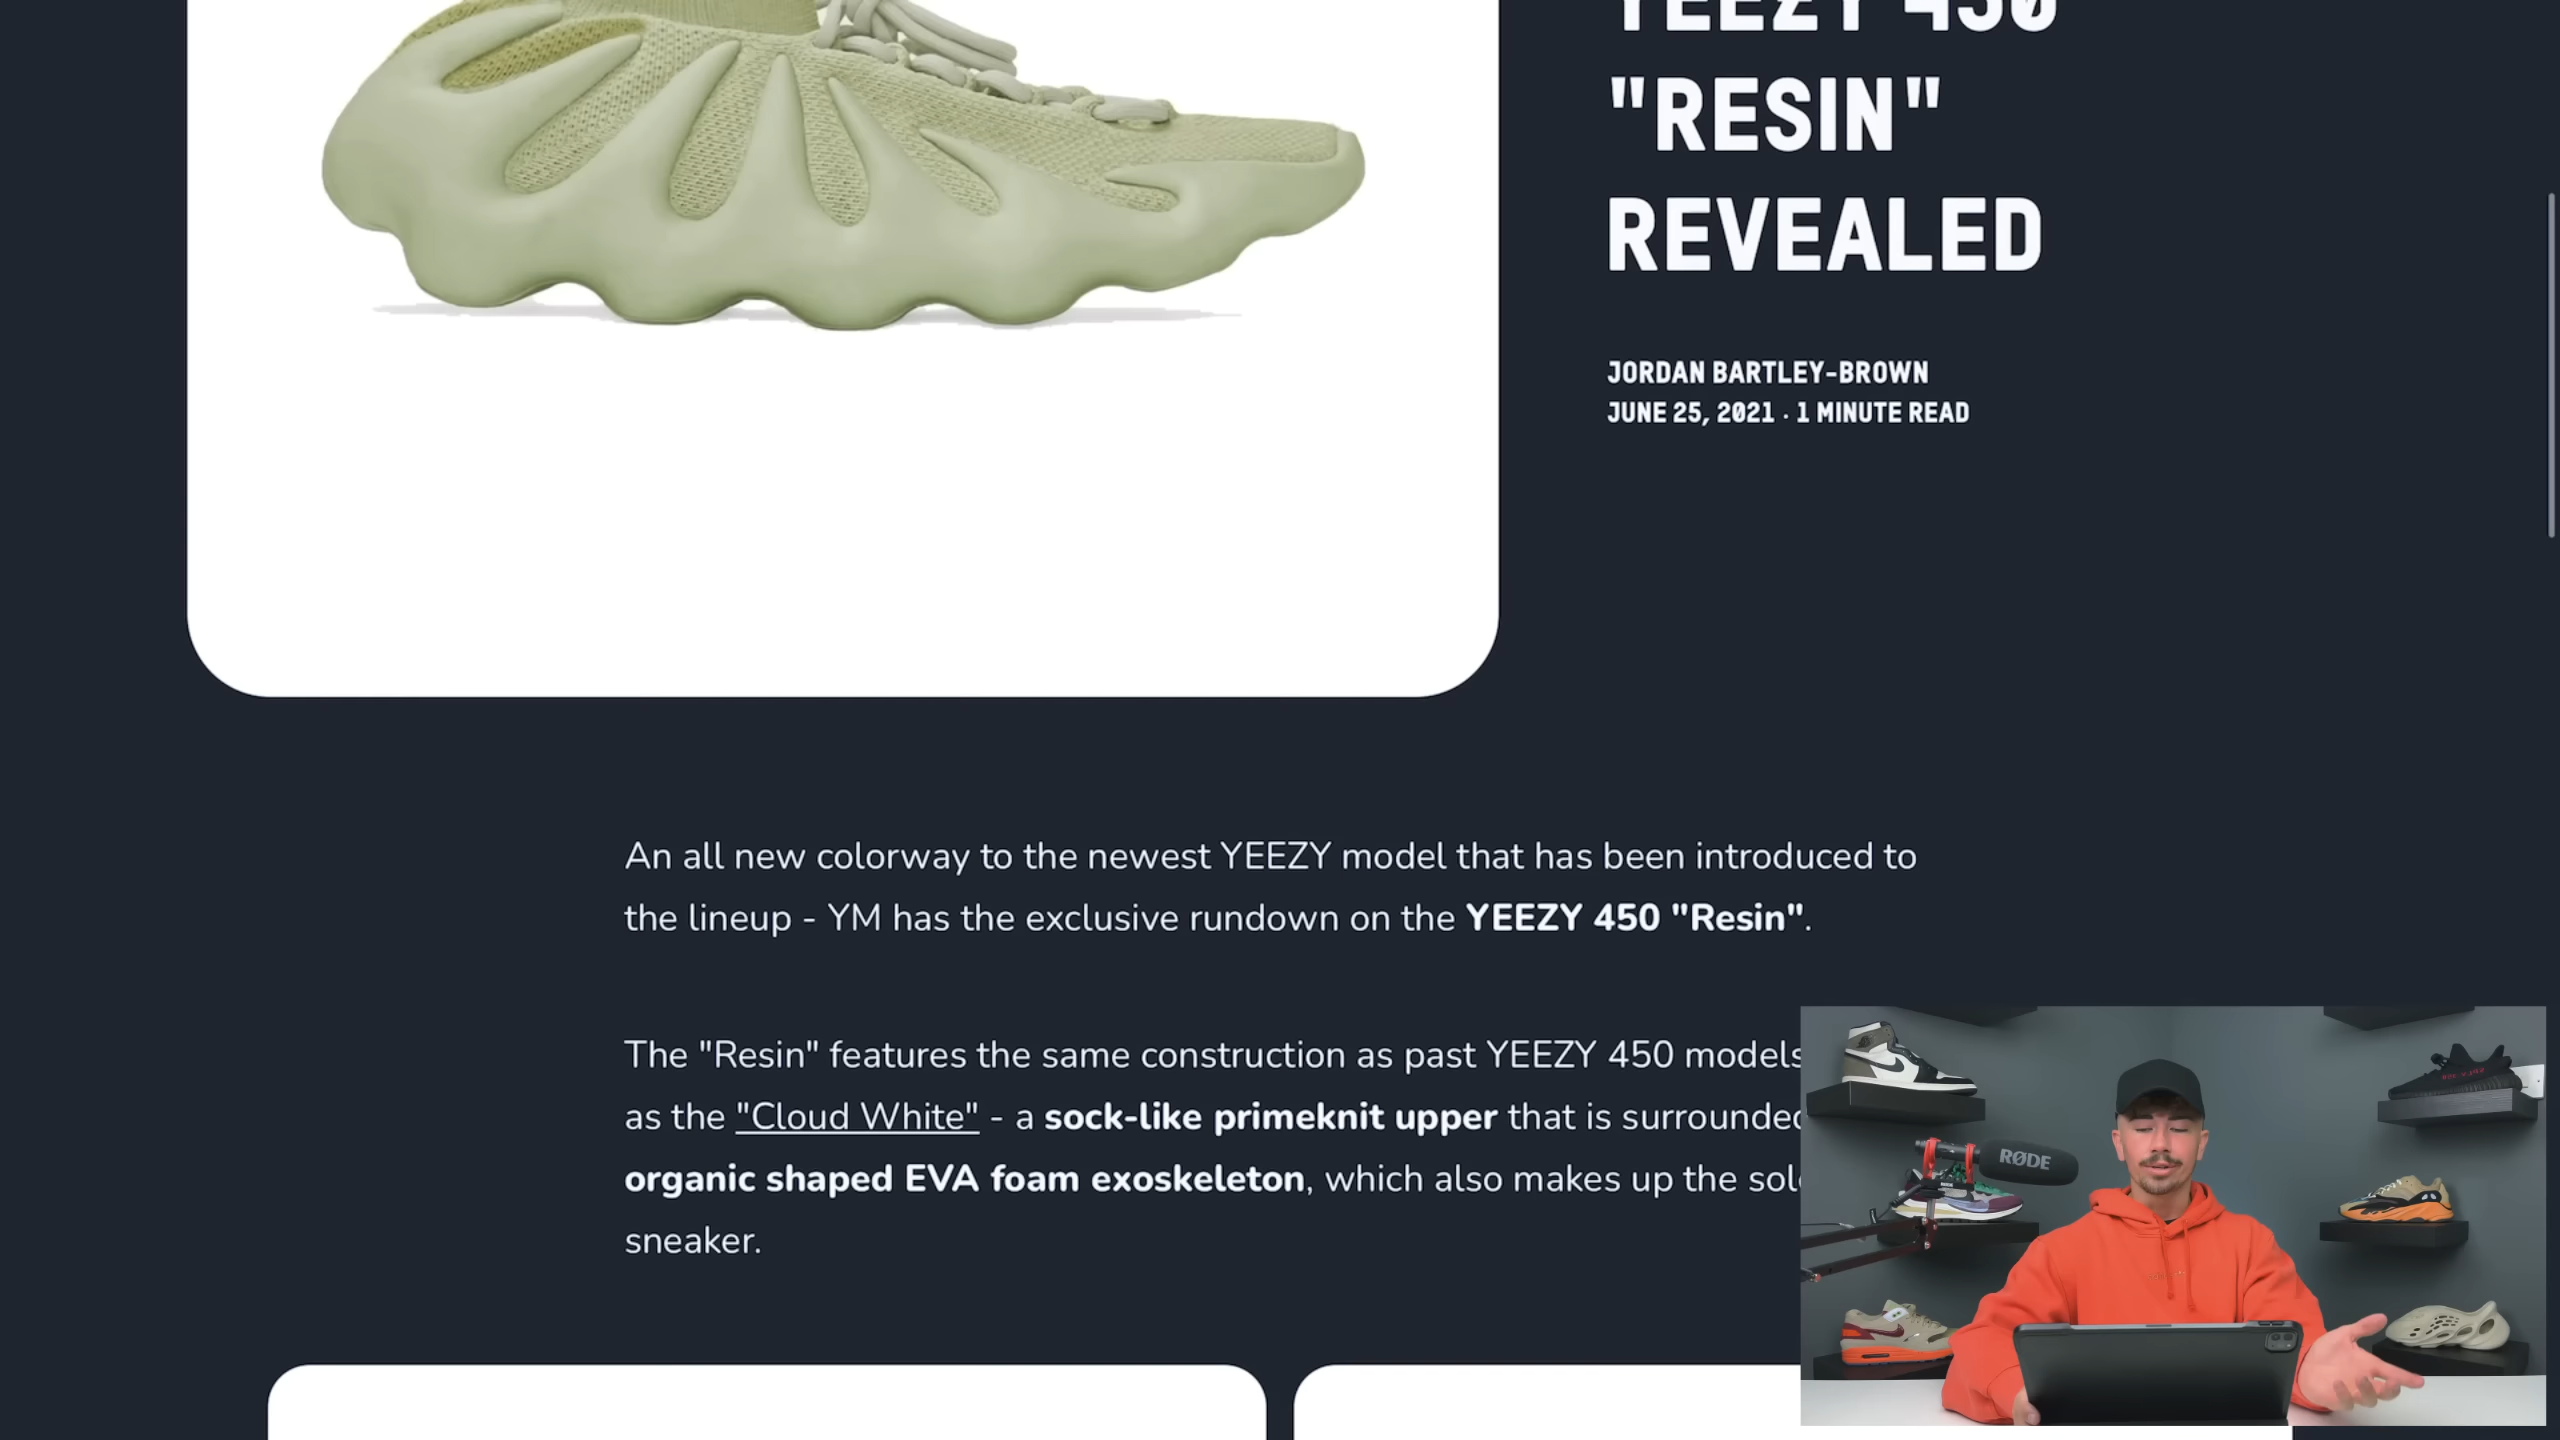 YEEZY 450
"RESIN"
REVEALED
JORDAN BARTLEY-BROWN
JUNE 25, 2021 · 1 MINUTE READ
An all new colorway to the newest YEEZY model that has been introduced to
the lineup - YM has the exclusive rundown on the YEEZY 450 "Resin".
The "Resin" features the same construction as past YEEZY 450 models
as the "Cloud White" - a sock-like primeknit upper that is surrounded
organic shaped EVA foam exoskeleton, which also makes up the sole
sneaker.
RØDE